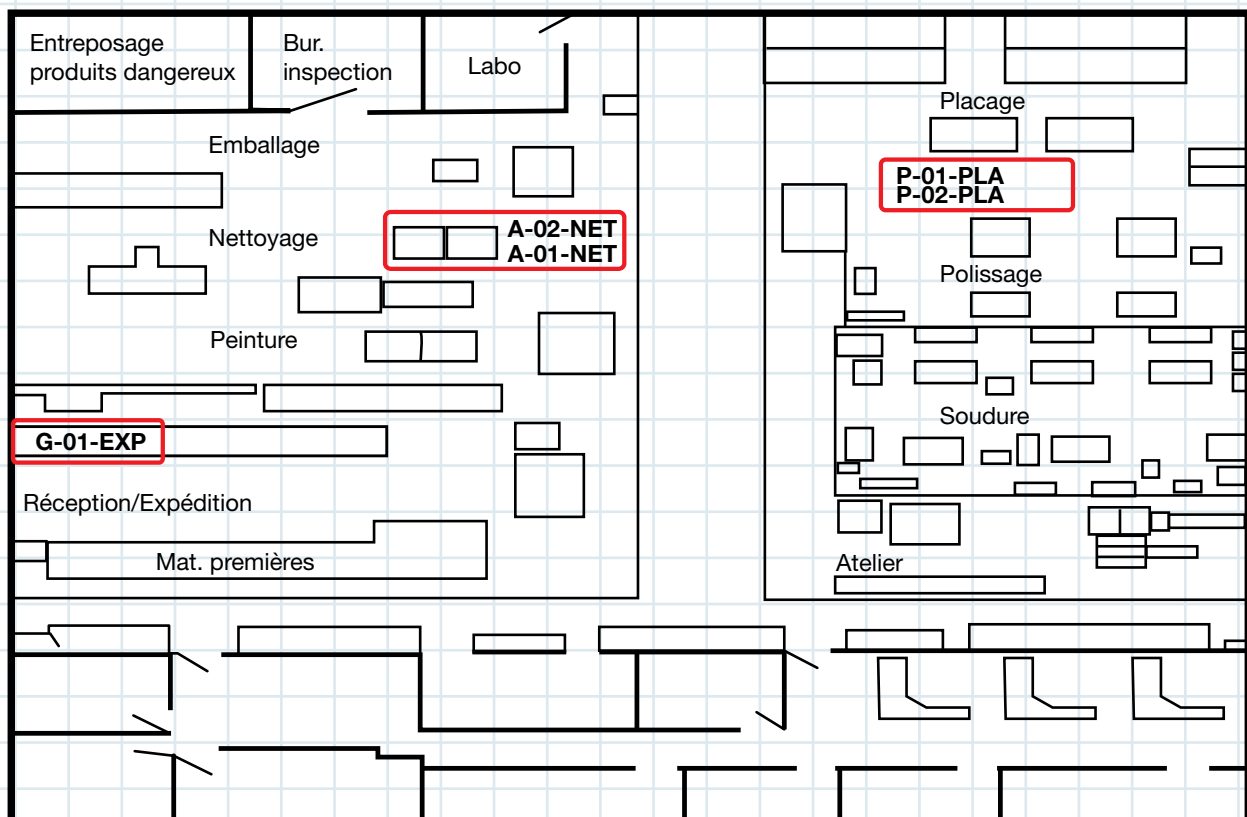 Entreposage
produits dangereux
Bur.
inspection
Labo
Placage
Emballage
P-01-PLA
P-02-PLA
Nettoyage
A-02-NET
A-01-NET
Polissage
Peinture
Soudure
G-01-EXP
Réception/Expédition
Mat. premières
Atelier